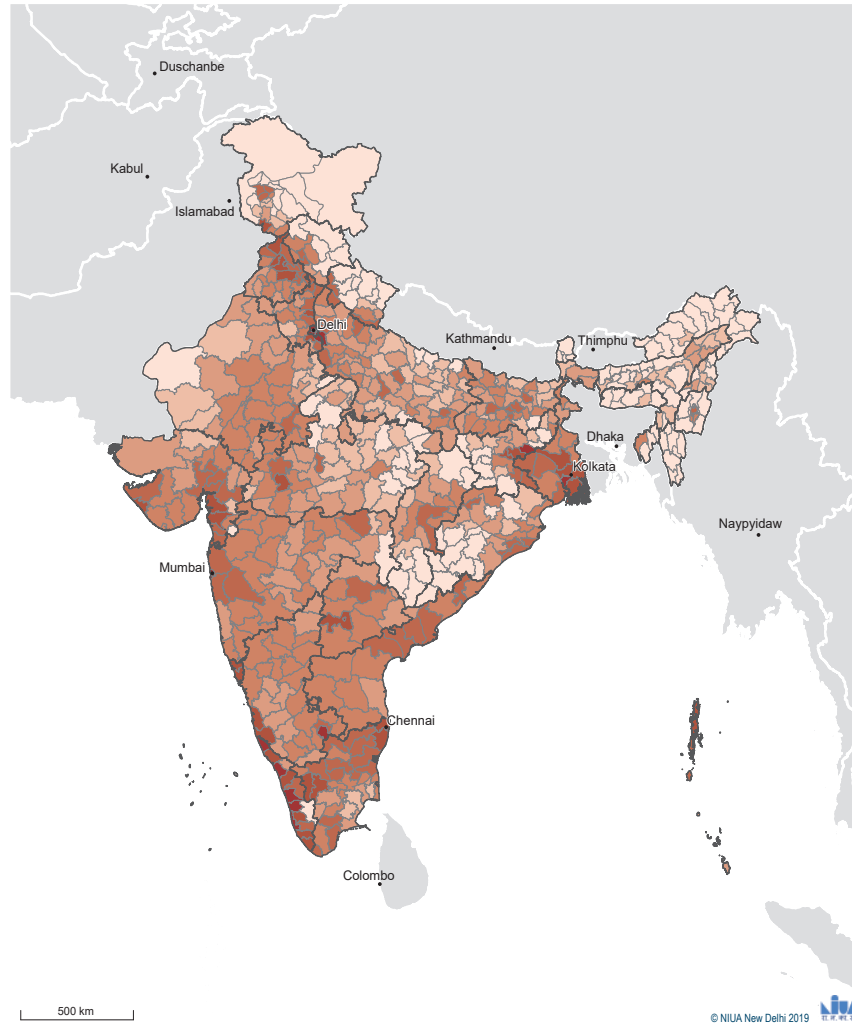 Duschanbe
Kabul
Islamabad
Delhi
Kathmandu
Thimphu
Dhaka
Kolkata
Naypyidaw
Mumbai
Chennai
Colombo
500 km
© NIUA New Delhi 2019